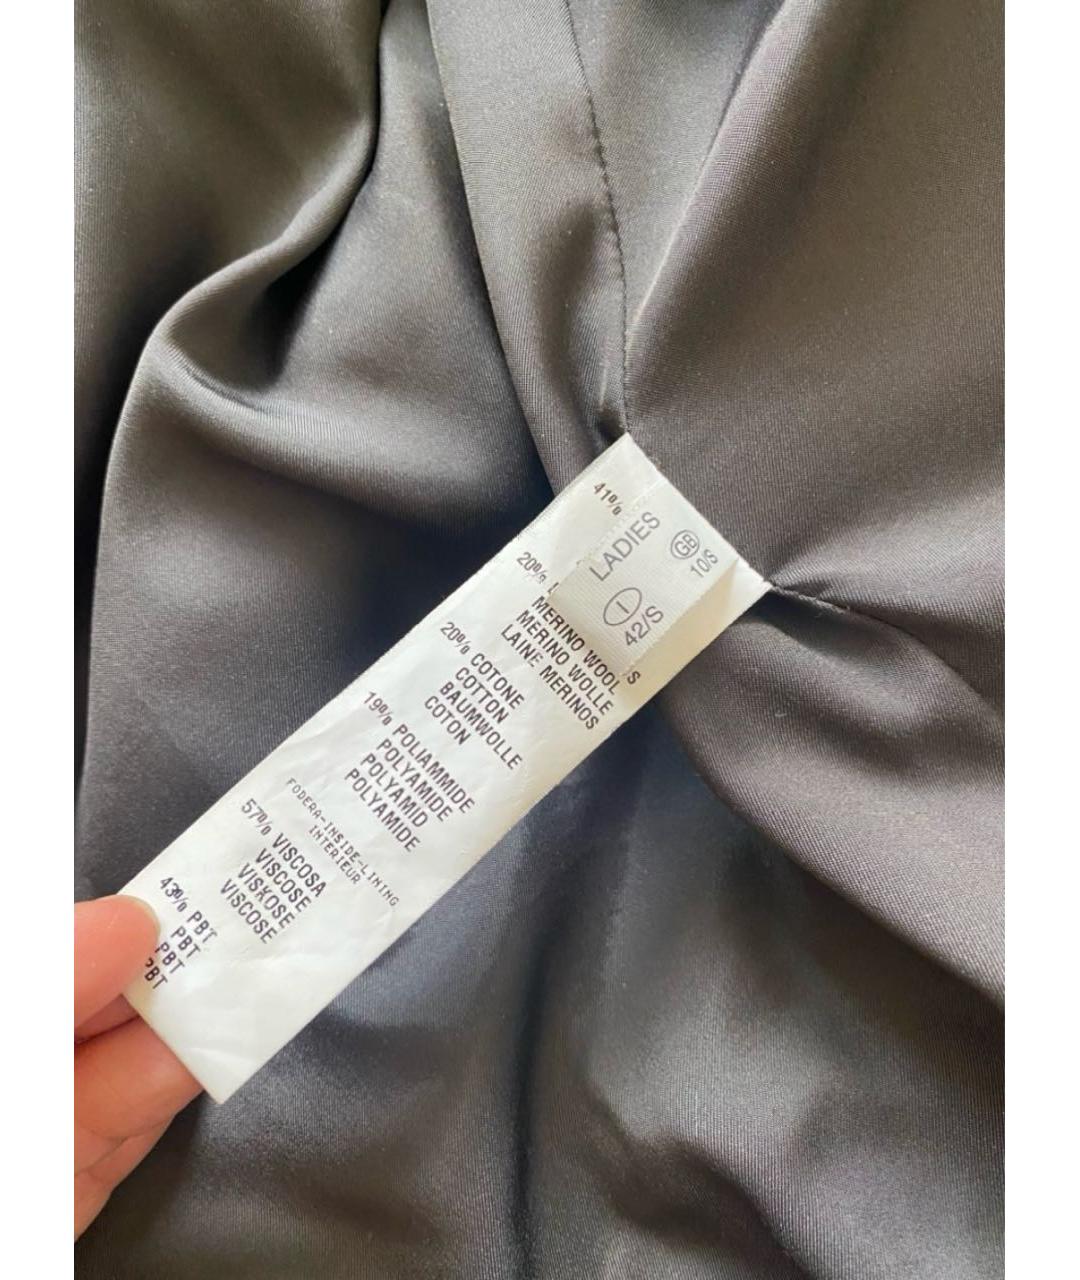 41%
LADIES
GB
10/S
I
42/S
20% L
S
MERINO WOOL
MERINO WOLLE
LAINE MERINOS
20% COTONE
COTTON
BAUMWOLLE
COTON
19% POLIAMMIDE
POLYAMIDE
POLYAMID
POLYAMIDE
FODERA-INSIDE-LINING
INTERIEUR
57% VISCOSA
VISCOSE
VISKOSE
VISCOSE
43% PBT
PBT
PBT
PBT